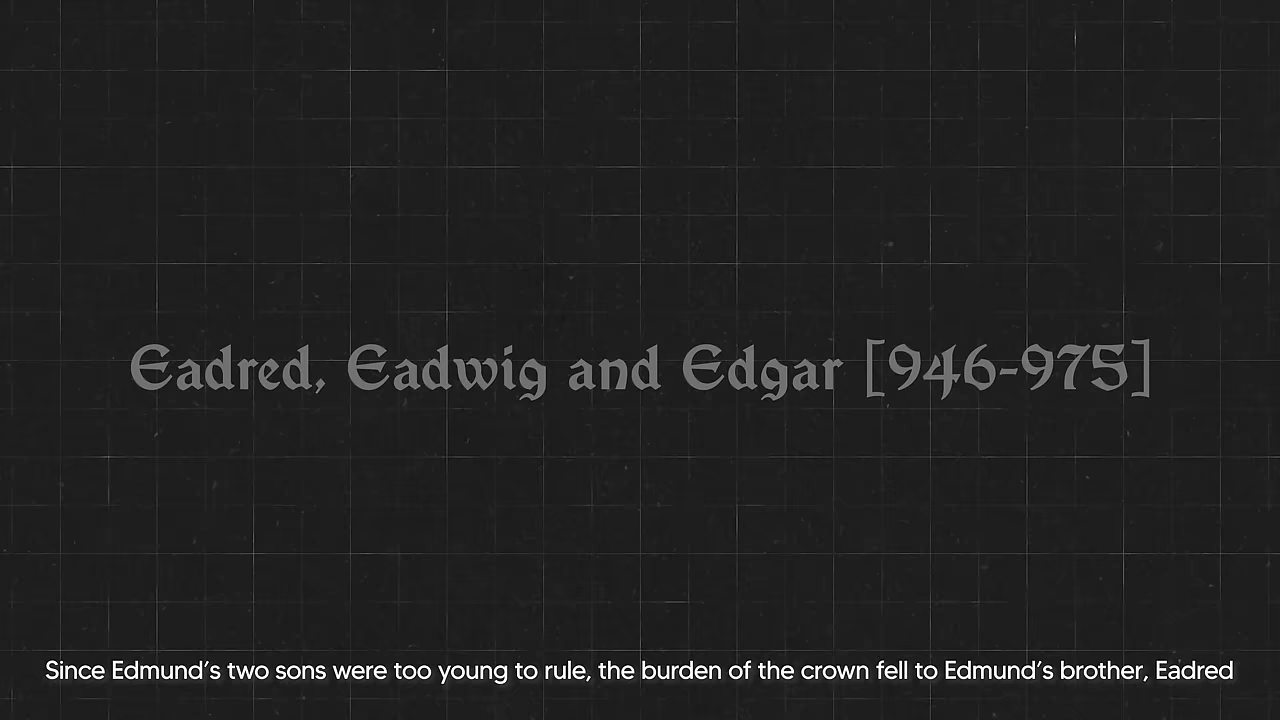 Eadred, Eadwig and Edgar [946-975]
Since Edmund's two sons were too young to rule, the burden of the crown fell to Edmund's brother, Eadred